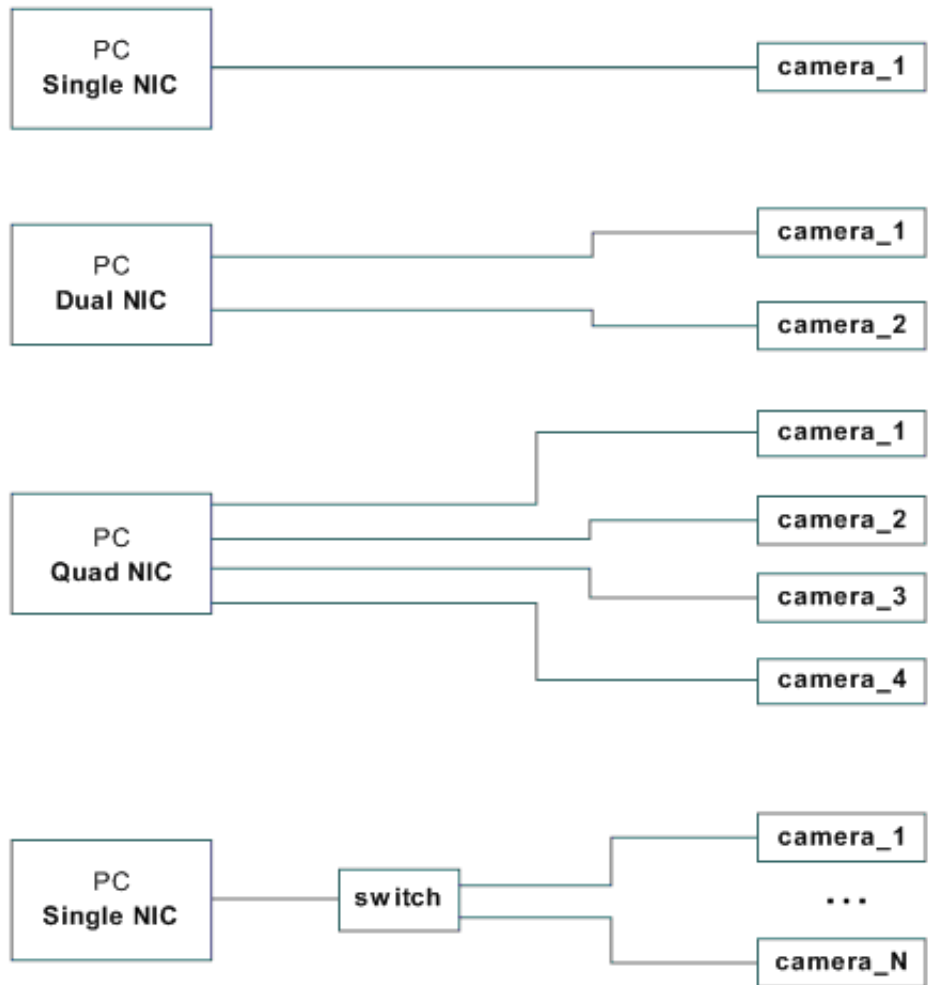 PC
Single NIC
camera_1
PC
Dual NIC
camera_1
camera_2
PC
Quad NIC
camera_1
camera_2
camera_3
camera_4
PC
Single NIC
switch
camera_1
...
camera_N